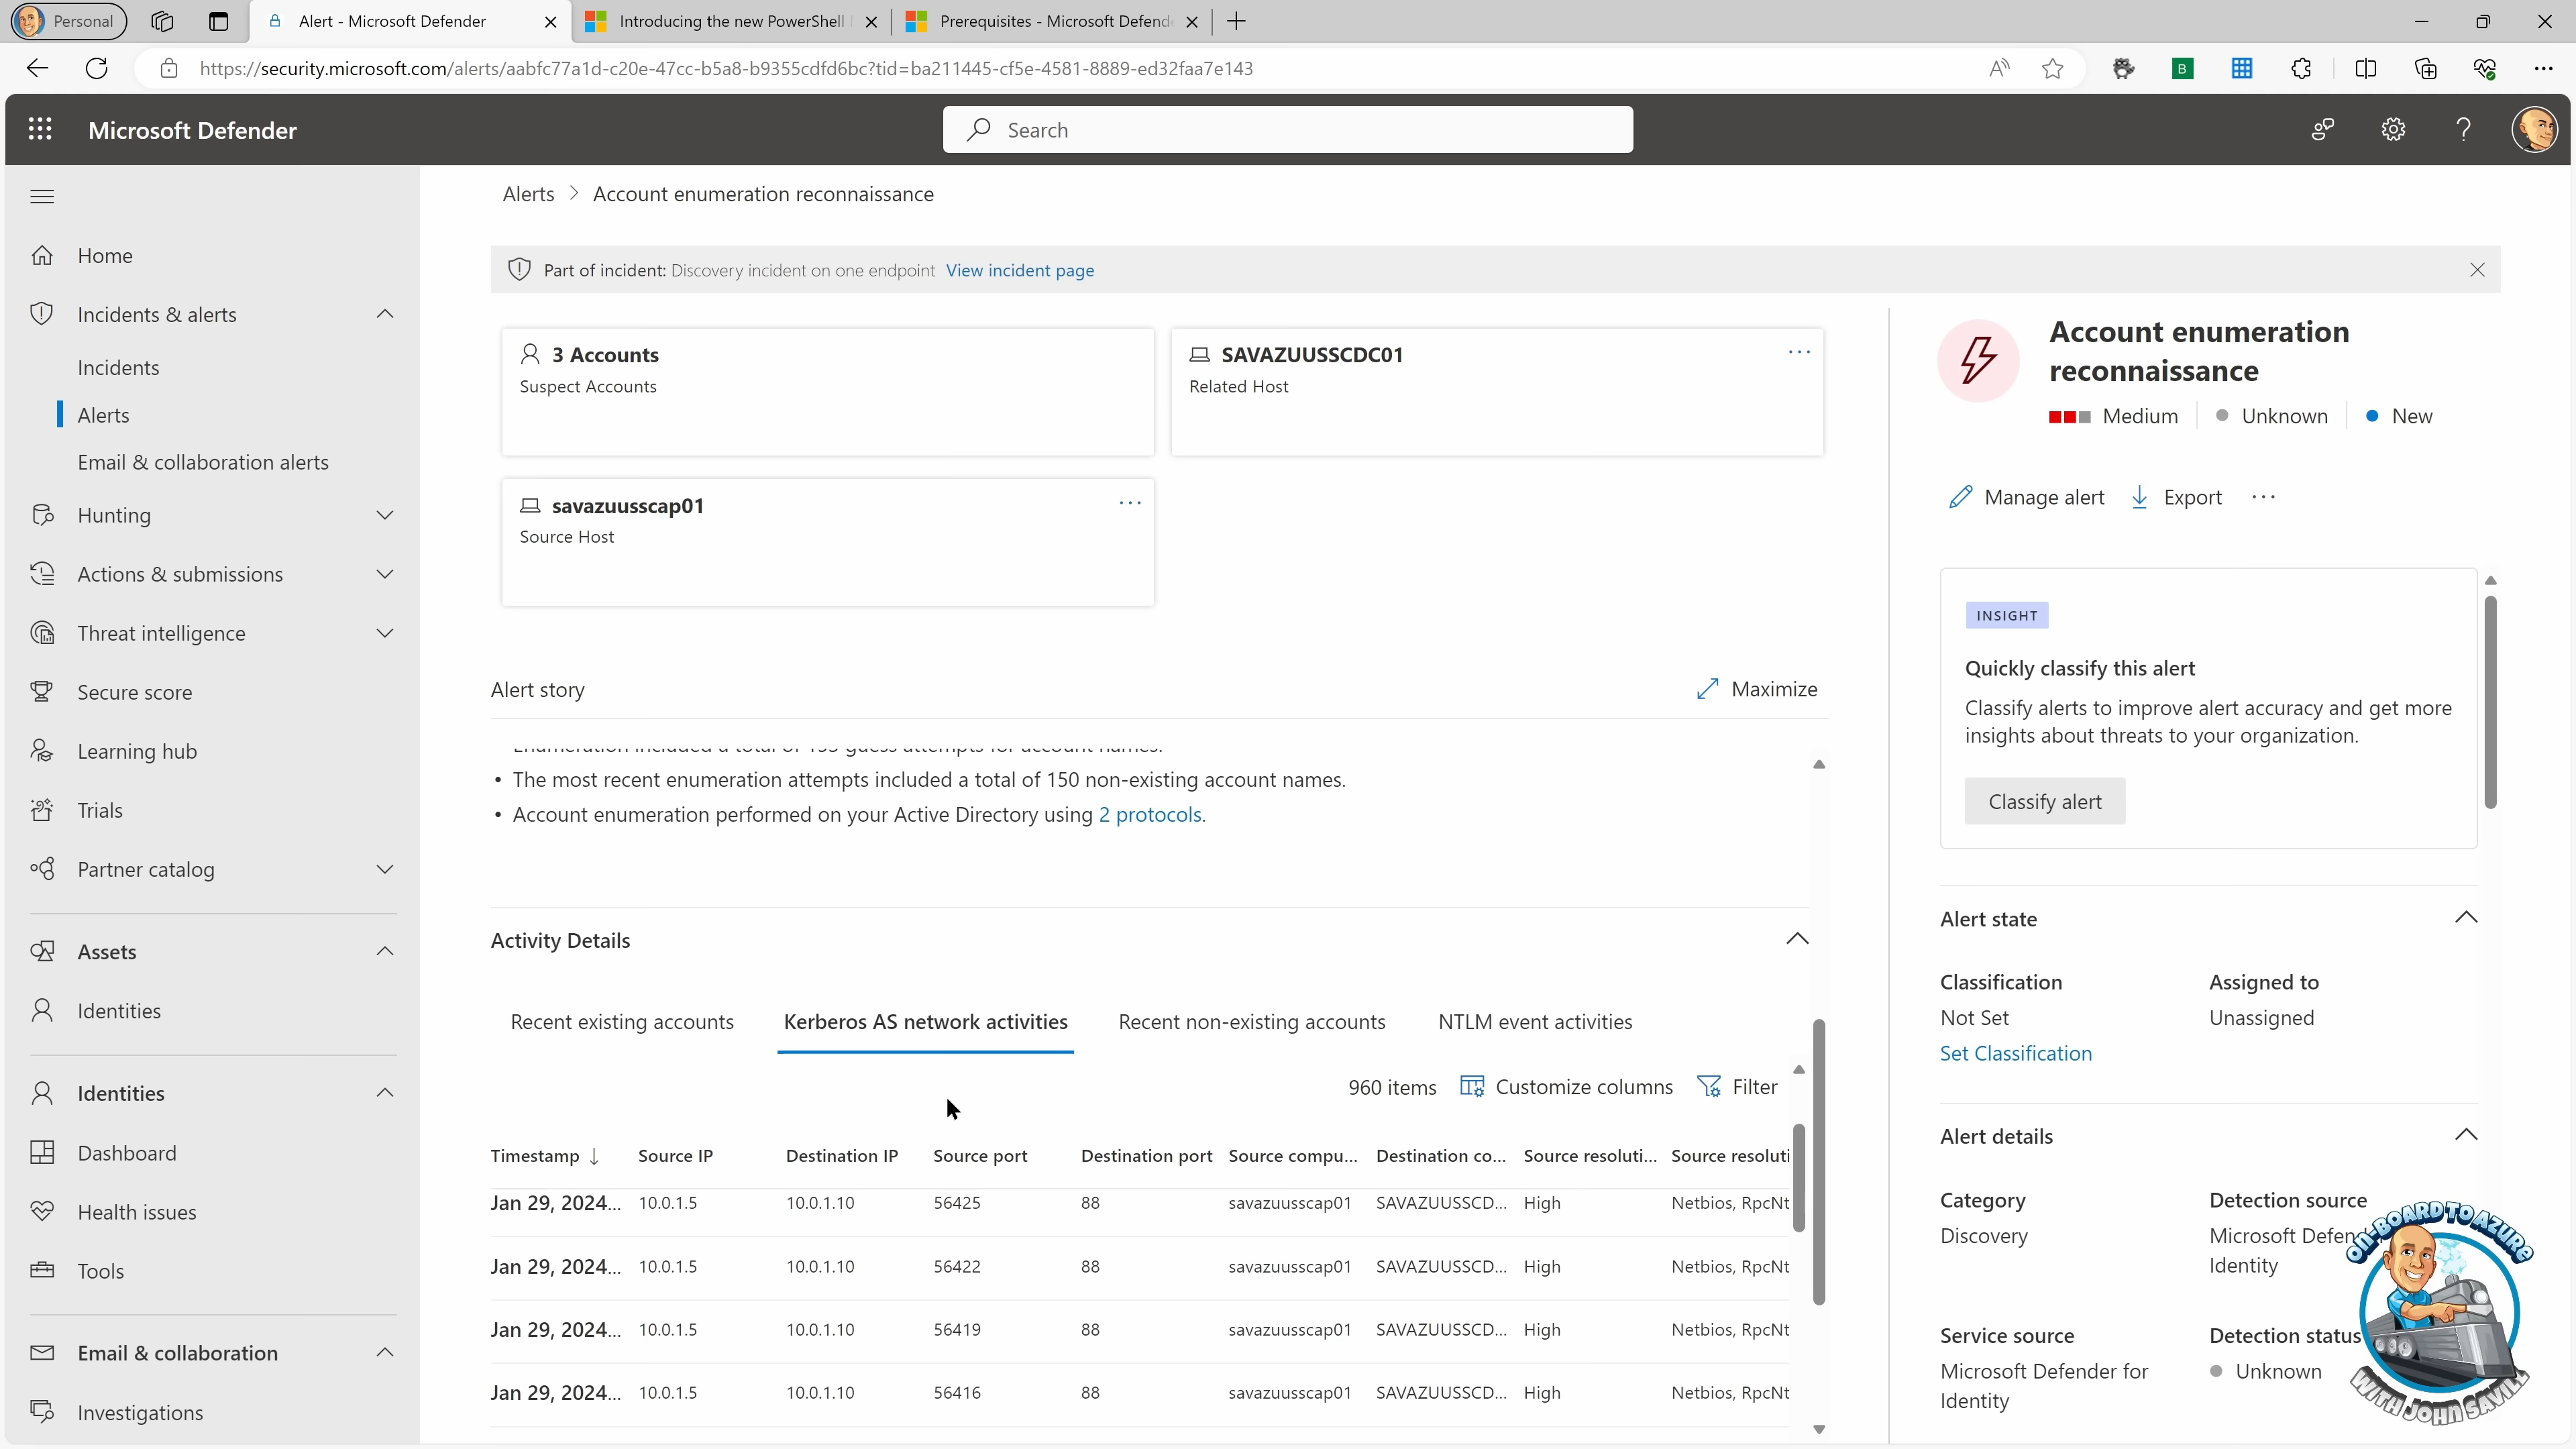 Personal
Alert - Microsoft Defender
Introducing the new PowerShell
Prerequisites - Microsoft Defend
https://security.microsoft.com/alerts/aabfc77a1d-c20e-47cc-b5a8-b9355cdfd6bc?tid=ba211445-cf5e-4581-8889-ed32faa7e143
Microsoft Defender
Search
Home
Incidents & alerts
Incidents
Alerts
Email & collaboration alerts
Hunting
Actions & submissions
Threat intelligence
Secure score
Learning hub
Trials
Partner catalog
Assets
Identities
Identities
Dashboard
Health issues
Tools
Email & collaboration
Investigations
Alerts > Account enumeration reconnaissance
Part of incident: Discovery incident on one endpoint View incident page
3 Accounts
Suspect Accounts
SAVAZUUSSCDC01
Related Host
savazuusscap01
Source Host
Alert story
Maximize
• The most recent enumeration attempts included a total of 150 non-existing account names.
• Account enumeration performed on your Active Directory using 2 protocols.
Activity Details
Recent existing accounts Kerberos AS network activities Recent non-existing accounts NTLM event activities
960 items Customize columns Filter
Timestamp ↓ Source IP Destination IP Source port Destination port Source compu... Destination co... Source resoluti... Source resoluti
Jan 29, 2024... 10.0.1.5 10.0.1.10 56425 88 savazuusscap01 SAVAZUUSSCD... High Netbios, RpcNt
Jan 29, 2024... 10.0.1.5 10.0.1.10 56422 88 savazuusscap01 SAVAZUUSSCD... High Netbios, RpcNt
Jan 29, 2024... 10.0.1.5 10.0.1.10 56419 88 savazuusscap01 SAVAZUUSSCD... High Netbios, RpcNt
Jan 29, 2024... 10.0.1.5 10.0.1.10 56416 88 savazuusscap01 SAVAZUUSSCD... High Netbios, RpcNt
Account enumeration
reconnaissance
Medium Unknown New
Manage alert Export
INSIGHT
Quickly classify this alert
Classify alerts to improve alert accuracy and get more
insights about threats to your organization.
Classify alert
Alert state
Classification Assigned to
Not Set Unassigned
Set Classification
Alert details
Category Detection source
Discovery Microsoft Defen
Identity
Service source Detection status
Microsoft Defender for Unknown
Identity
ON-BOARD TO AZURE
WITH JOHN SAVILL